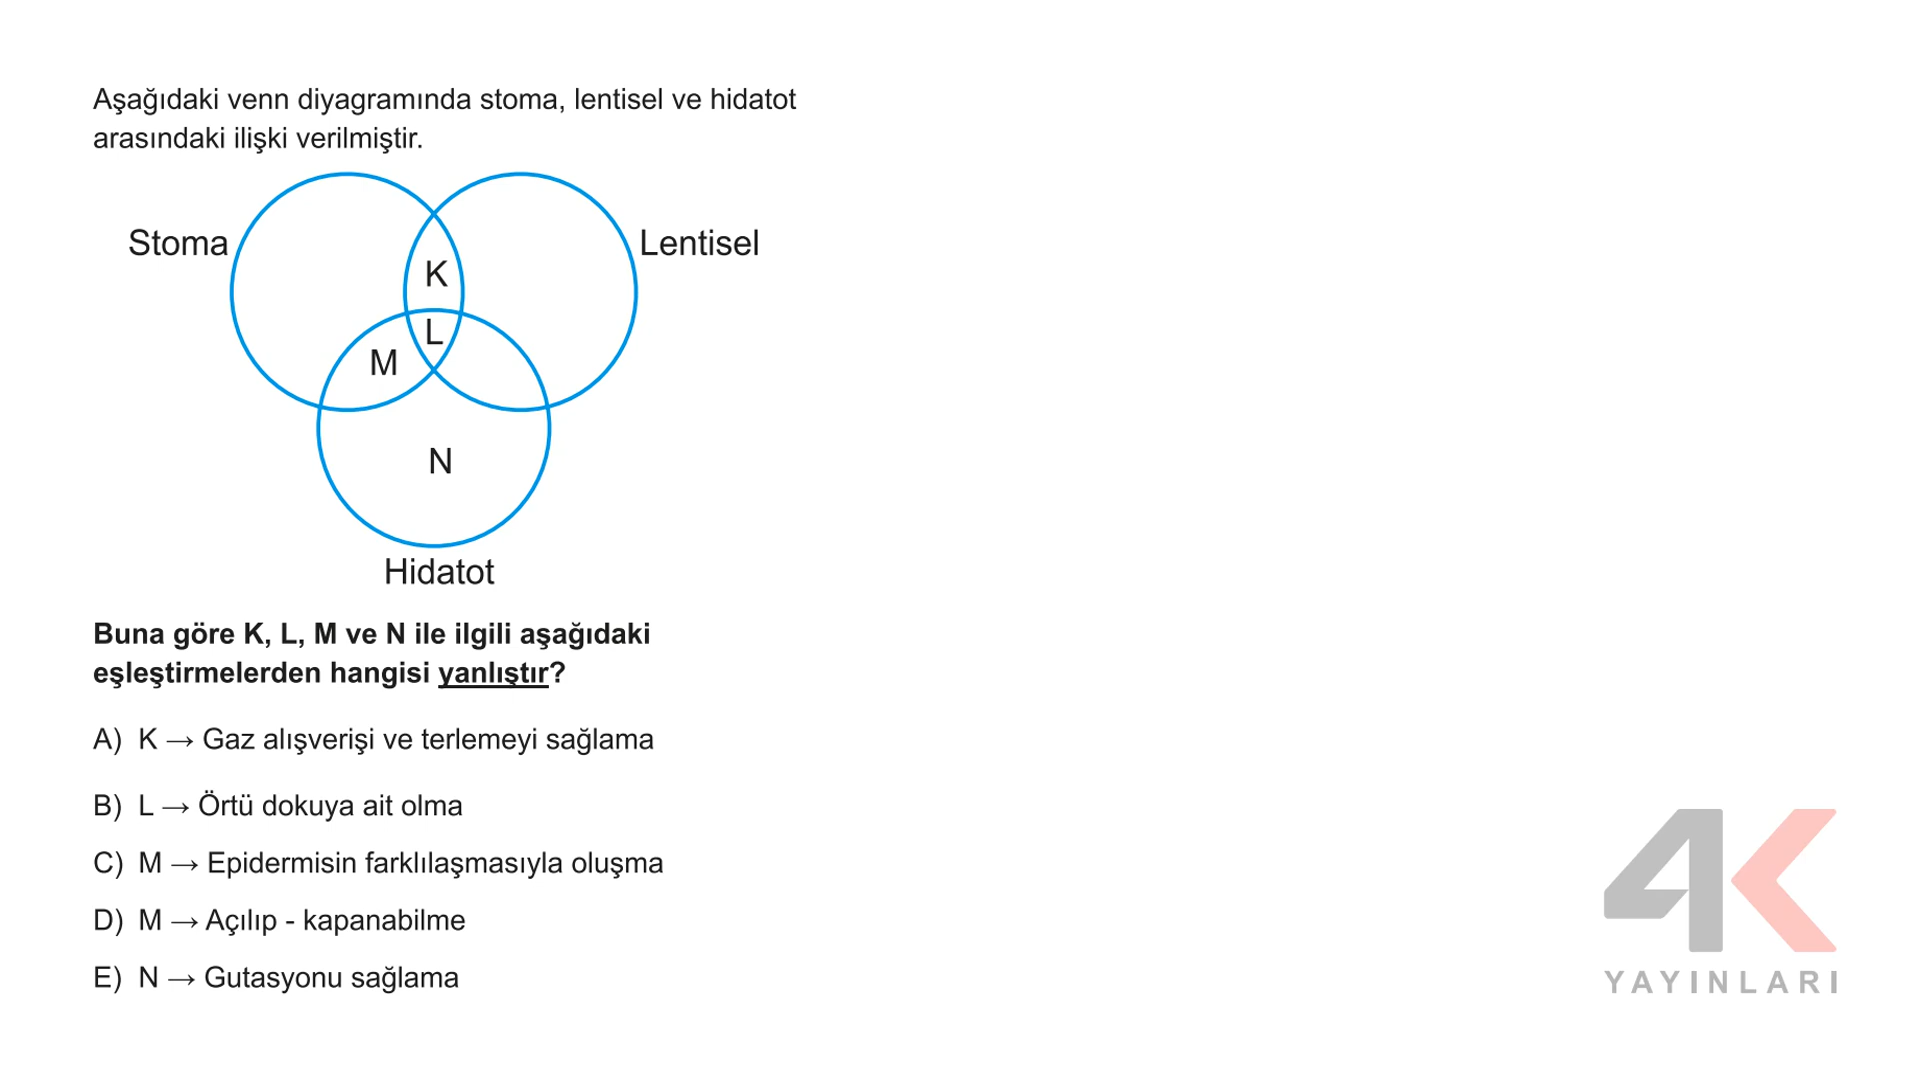 Aşağıdaki venn diyagramında stoma, lentisel ve hidatot
arasındaki ilişki verilmiştir.
Stoma
Lentisel
K
L
M
N
Hidatot
Buna göre K, L, M ve N ile ilgili aşağıdaki
eşleştirmelerden hangisi yanlıştır?
A) K → Gaz alışverişi ve terlemeyi sağlama
B) L → Örtü dokuya ait olma
C) M → Epidermisin farklılaşmasıyla oluşma
D) M → Açılıp - kapanabilme
E) N → Gutasyonu sağlama
4K
YAYINLARI